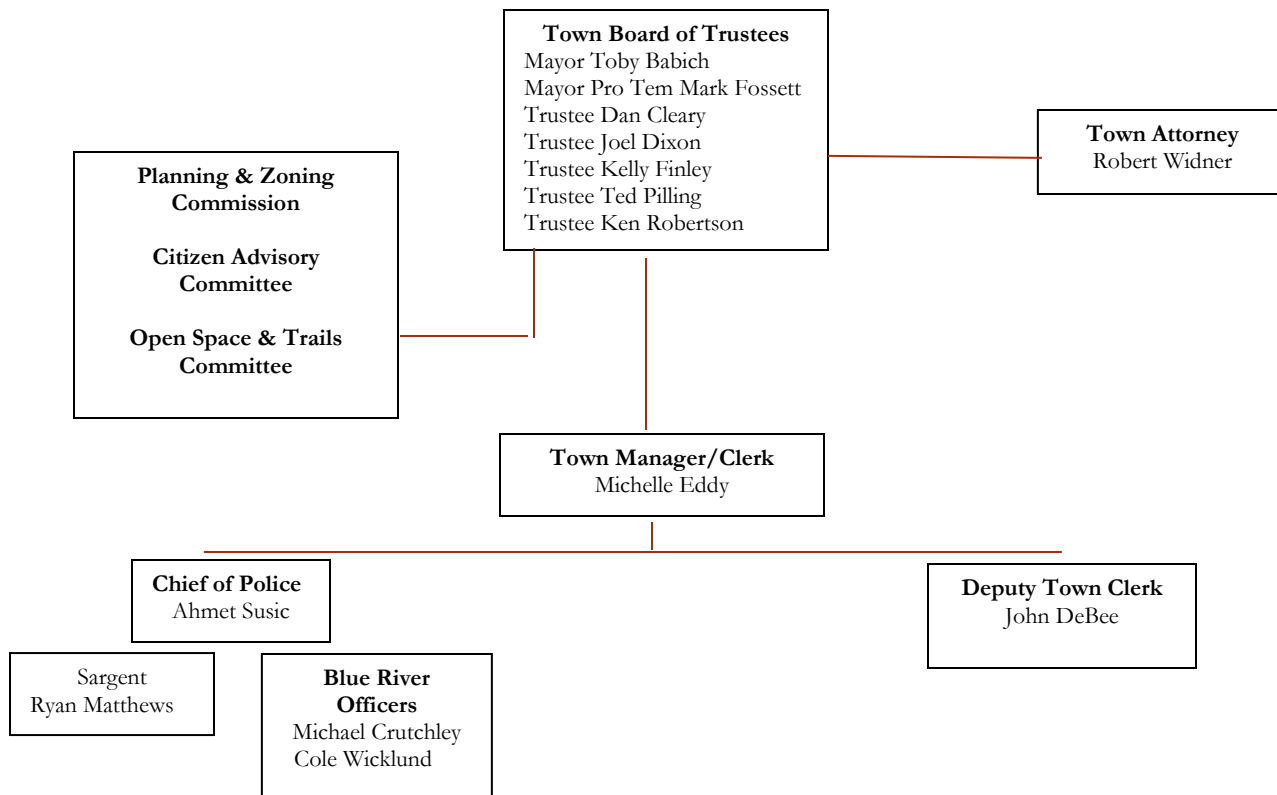 Town Board of Trustees
Mayor Toby Babich
Mayor Pro Tem Mark Fossett
Trustee Dan Cleary
Trustee Joel Dixon
Trustee Kelly Finley
Trustee Ted Pilling
Trustee Ken Robertson
Town Attorney
Robert Widner
Planning & Zoning
Commission
Citizen Advisory
Committee
Open Space & Trails
Committee
Town Manager/Clerk
Michelle Eddy
Chief of Police
Ahmet Susic
Deputy Town Clerk
John DeBee
Sargent
Ryan Matthews
Blue River
Officers
Michael Crutchley
Cole Wicklund